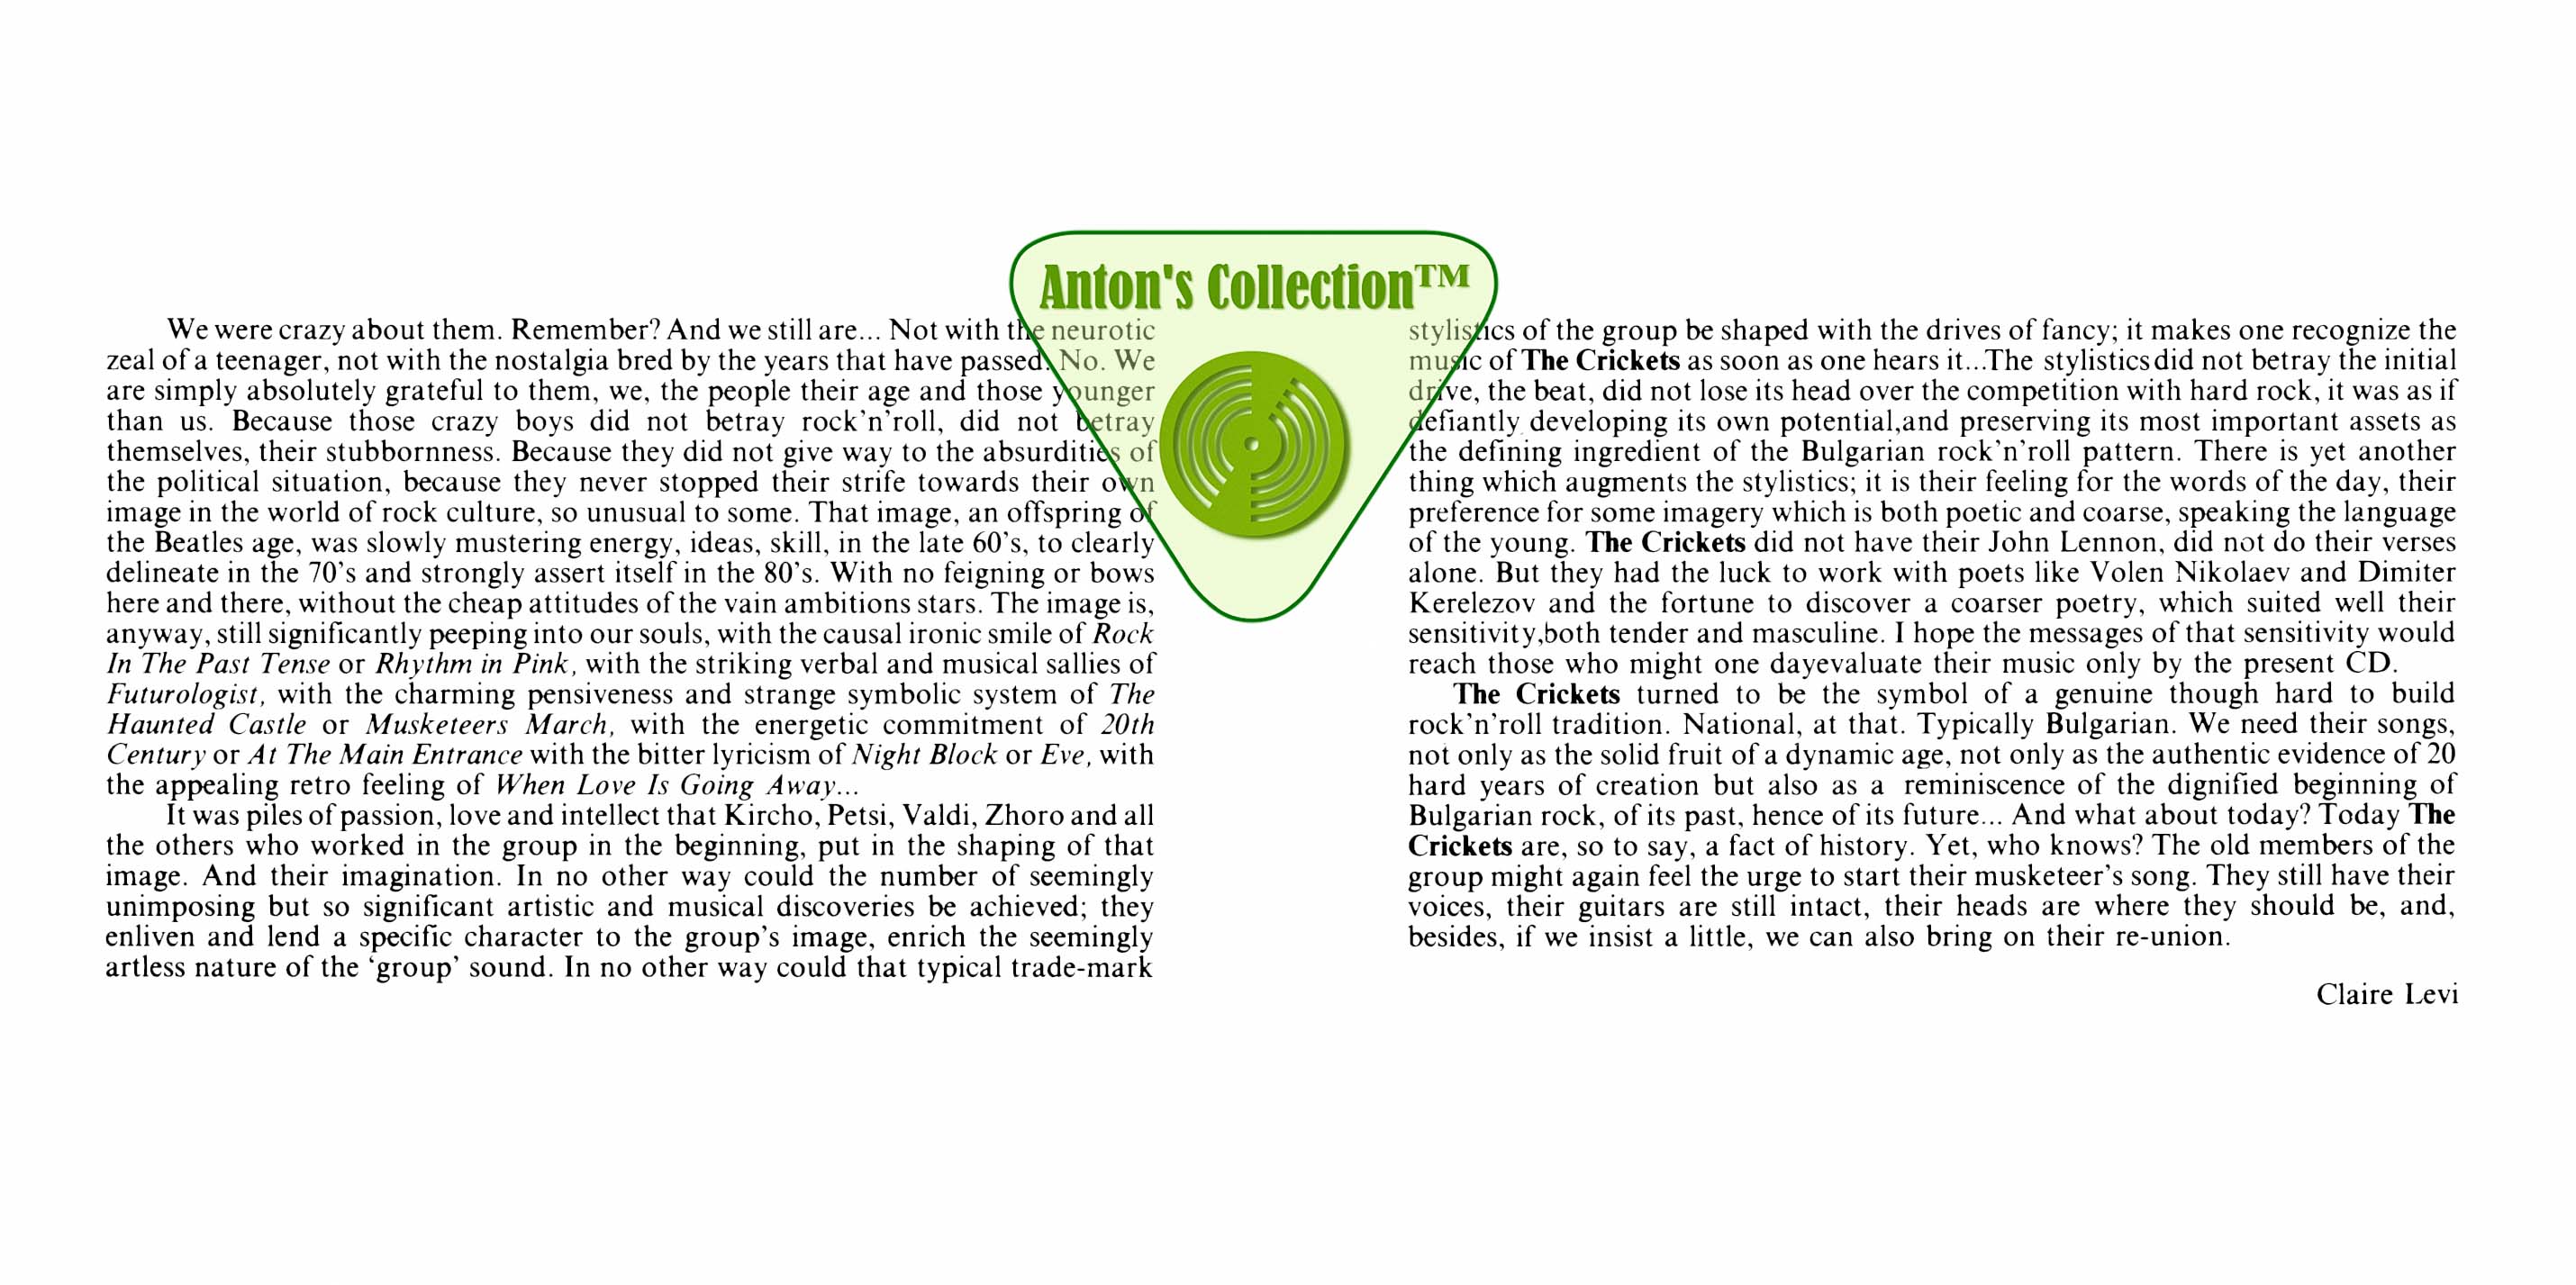 Anton's Collection™
We were crazy about them. Remember? And we still are... Not with the neurotic
zeal of a teenager, not with the nostalgia bred by the years that have passed. No. We
are simply absolutely grateful to them, we, the people their age and those younger
than us. Because those crazy boys did not betray rock'n'roll, did not betray
themselves, their stubbornness. Because they did not give way to the absurdities of
the political situation, because they never stopped their strife towards their own
image in the world of rock culture, so unusual to some. That image, an offspring of
the Beatles age, was slowly mustering energy, ideas, skill, in the late 60's, to clearly
delineate in the 70's and strongly assert itself in the 80's. With no feigning or bows
here and there, without the cheap attitudes of the vain ambitions stars. The image is,
anyway, still significantly peeping into our souls, with the causal ironic smile of Rock
In The Past Tense or Rhythm in Pink, with the striking verbal and musical sallies of
Futurologist, with the charming pensiveness and strange symbolic system of The
Haunted Castle or Musketeers March, with the energetic commitment of 20th
Century or At The Main Entrance with the bitter lyricism of Night Block or Eve, with
the appealing retro feeling of When Love Is Going Away...
It was piles of passion, love and intellect that Kircho, Petsi, Valdi, Zhoro and all
the others who worked in the group in the beginning, put in the shaping of that
image. And their imagination. In no other way could the number of seemingly
unimposing but so significant artistic and musical discoveries be achieved; they
enliven and lend a specific character to the group's image, enrich the seemingly
artless nature of the 'group' sound. In no other way could that typical trade-mark
stylistics of the group be shaped with the drives of fancy; it makes one recognize the
music of The Crickets as soon as one hears it...The stylistics did not betray the initial
drive, the beat, did not lose its head over the competition with hard rock, it was as if
defiantly developing its own potential,and preserving its most important assets as
the defining ingredient of the Bulgarian rock'n'roll pattern. There is yet another
thing which augments the stylistics; it is their feeling for the words of the day, their
preference for some imagery which is both poetic and coarse, speaking the language
of the young. The Crickets did not have their John Lennon, did not do their verses
alone. But they had the luck to work with poets like Volen Nikolaev and Dimiter
Kerelezov and the fortune to discover a coarser poetry, which suited well their
sensitivity,both tender and masculine. I hope the messages of that sensitivity would
reach those who might one dayevaluate their music only by the present CD.
The Crickets turned to be the symbol of a genuine though hard to build
rock'n'roll tradition. National, at that. Typically Bulgarian. We need their songs,
not only as the solid fruit of a dynamic age, not only as the authentic evidence of 20
hard years of creation but also as a reminiscence of the dignified beginning of
Bulgarian rock, of its past, hence of its future... And what about today? Today The
Crickets are, so to say, a fact of history. Yet, who knows? The old members of the
group might again feel the urge to start their musketeer's song. They still have their
voices, their guitars are still intact, their heads are where they should be, and,
besides, if we insist a little, we can also bring on their re-union.
Claire Levi